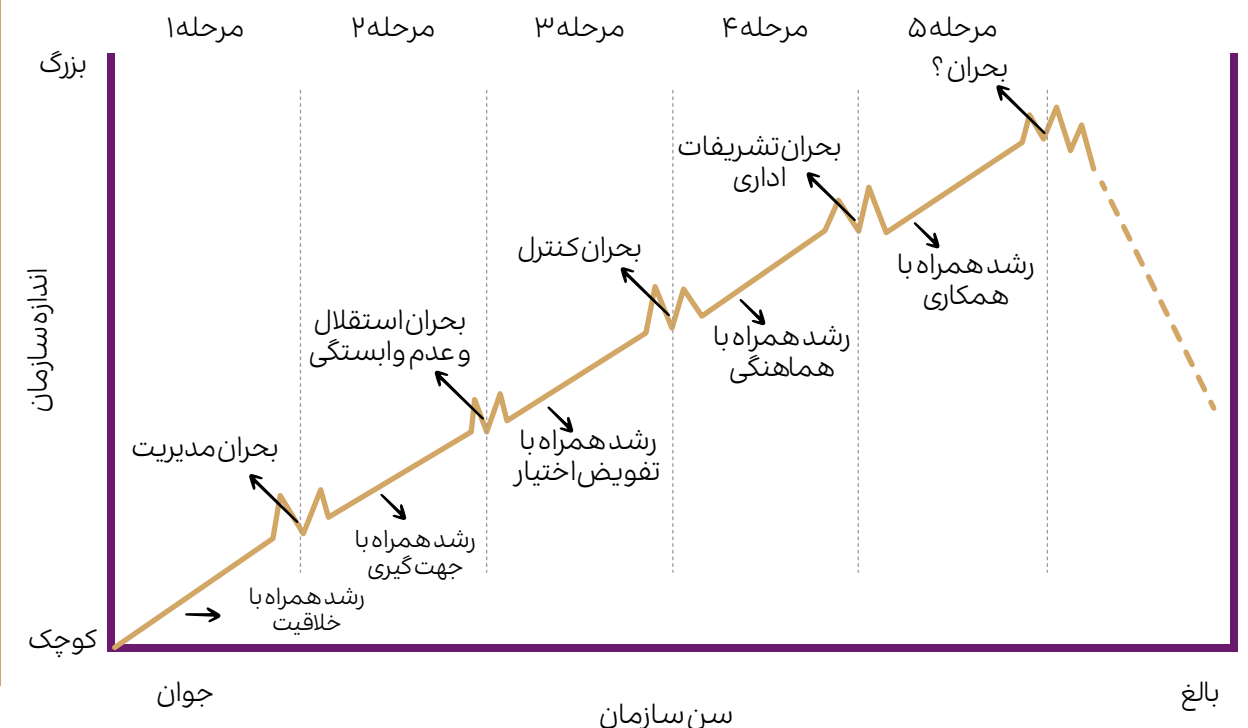 مرحله۱
مرحله۲
مرحله۳
مرحله۴
مرحله۵
بزرگ
بحران؟
بحران تشریفات
اداری
بحران کنترل
رشد همراه با
همکاری
اندازه سازمان
بحران استقلال
و عدم وابستگی
رشد همراه با
هماهنگی
بحران مدیریت
رشد همراه با
تفویض اختیار
رشد همراه با
جهت گیری
رشد همراه با
خلاقیت
کوچک
جوان
سن سازمان
بالغ